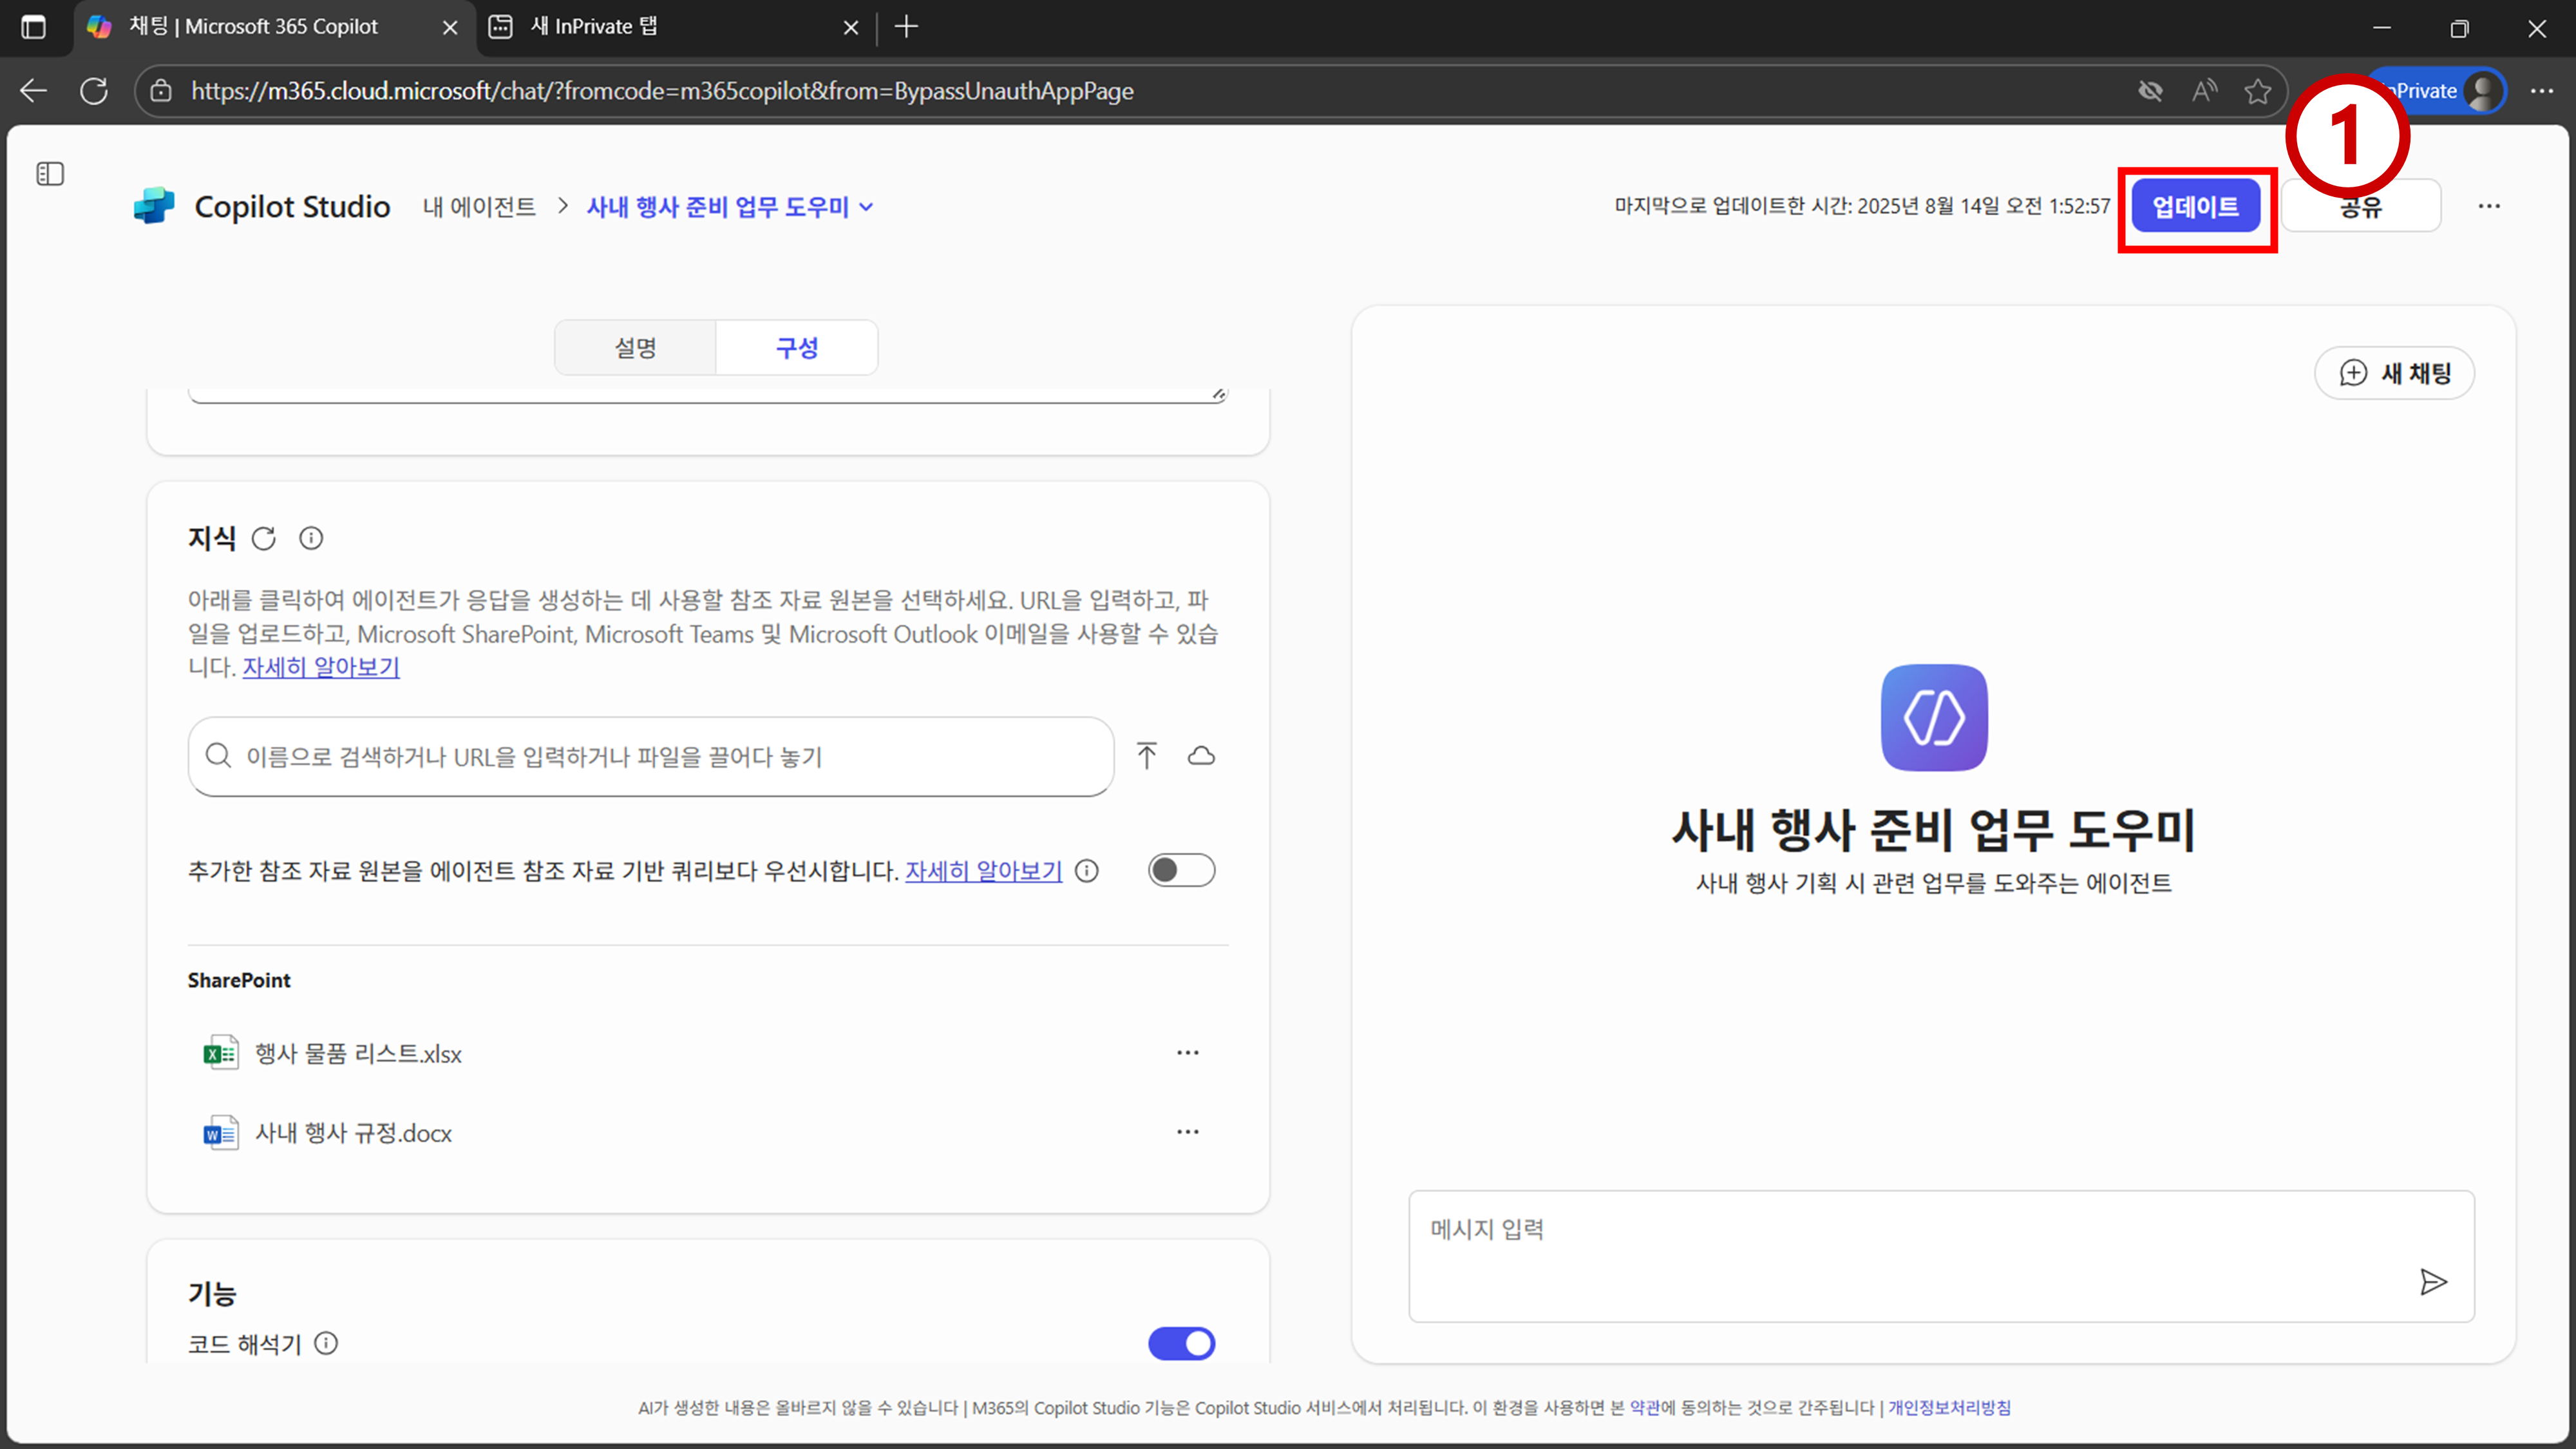 채팅 | Microsoft 365 Copilot
새 InPrivate 탭
https://m365.cloud.microsoft/chat/?fromcode=m365copilot&from=BypassUnauthAppPage
nPrivate
1
Copilot Studio
내 에이전트 > 사내 행사 준비 업무 도우미
마지막으로 업데이트한 시간: 2025년 8월 14일 오전 1:52:57
업데이트
공유
설명
구성
새 채팅
지식
아래를 클릭하여 에이전트가 응답을 생성하는 데 사용할 참조 자료 원본을 선택하세요. URL을 입력하고, 파
일을 업로드하고, Microsoft SharePoint, Microsoft Teams 및 Microsoft Outlook 이메일을 사용할 수 있습
니다. 자세히 알아보기
이름으로 검색하거나 URL을 입력하거나 파일을 끌어다 놓기
추가한 참조 자료 원본을 에이전트 참조 자료 기반 쿼리보다 우선시합니다. 자세히 알아보기
SharePoint
행사 물품 리스트.xlsx
사내 행사 규정.docx
기능
코드 해석기
사내 행사 준비 업무 도우미
사내 행사 기획 시 관련 업무를 도와주는 에이전트
메시지 입력
AI가 생성한 내용은 올바르지 않을 수 있습니다 | M365의 Copilot Studio 기능은 Copilot Studio 서비스에서 처리됩니다. 이 환경을 사용하면 본 약관에 동의하는 것으로 간주됩니다 | 개인정보처리방침